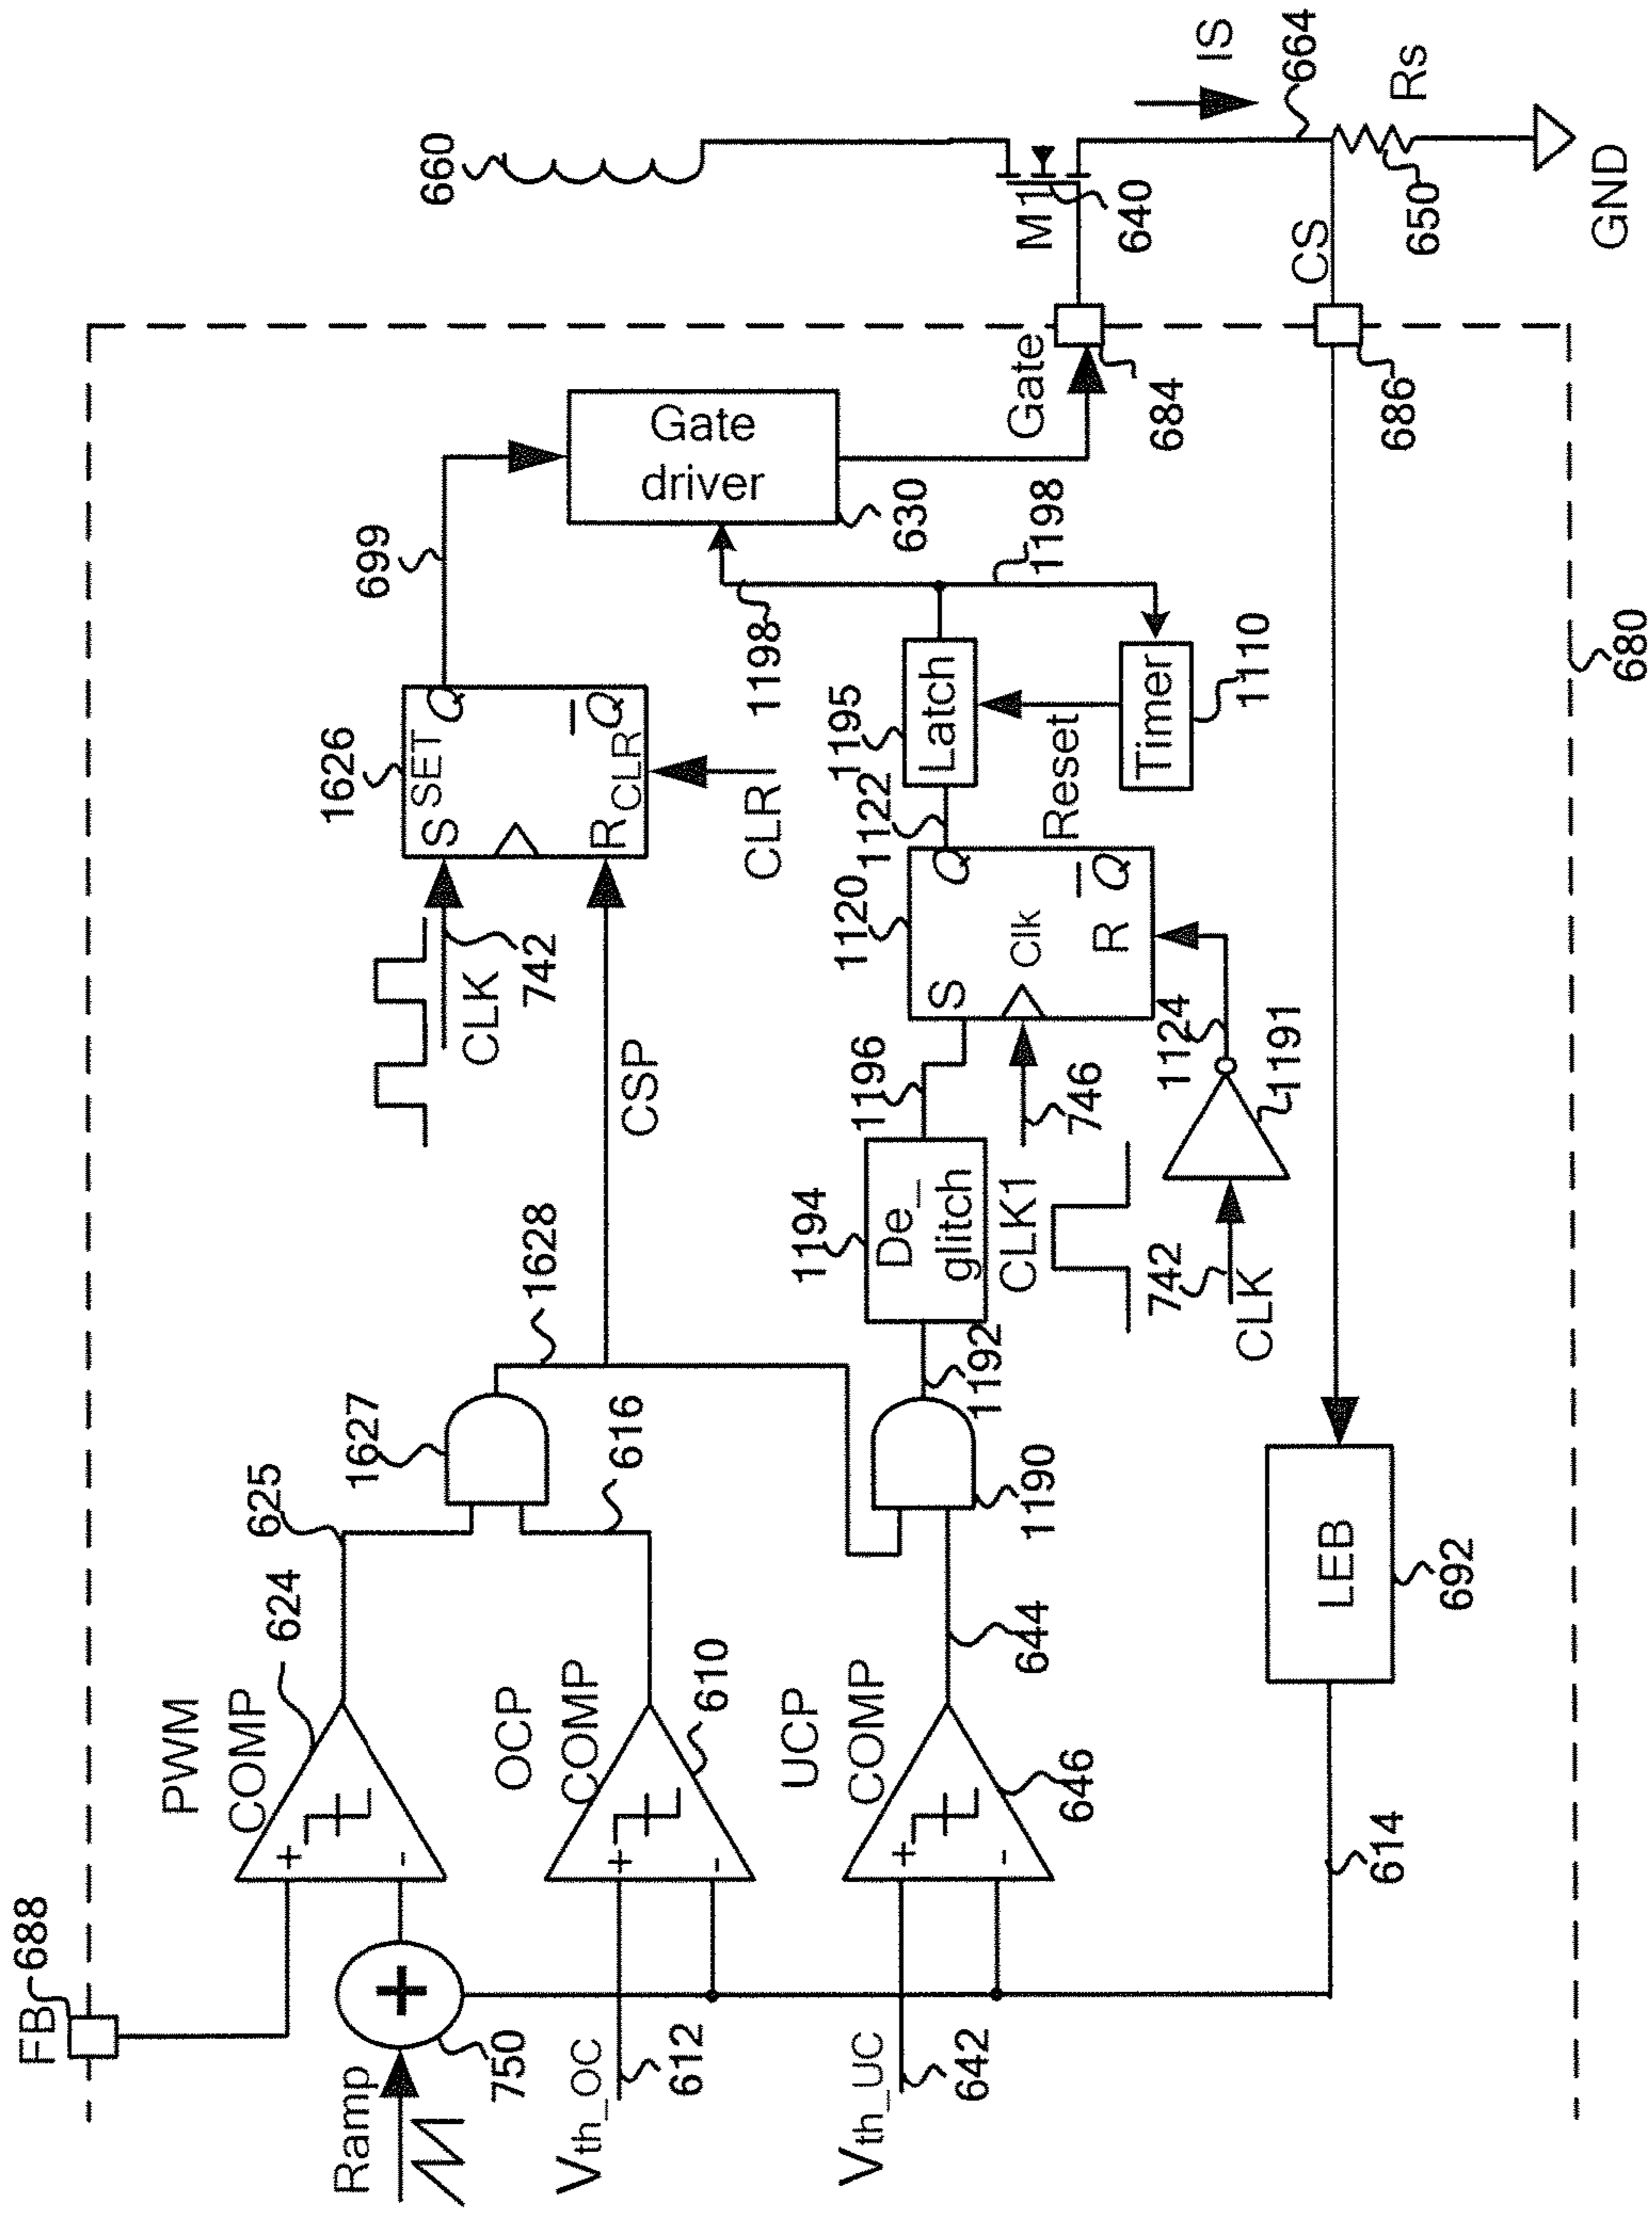 FB
688
Ramp
750
PWM
COMP
624
625
+
-
Vth_OC
612
OCP
COMP
610
616
+
-
Vth_UC
642
UCP
COMP
646
644
+
-
1627
1628
CSP
1190
1192
1194
De_
glitch
1196
CLK
742
1626
S SET Q
R CLR Q
CLR
699
Gate
driver
630
CLK1
746
1120
S Q
Clk
R Q
1122
1124
1191
742
CLK
1195
Latch
Reset
Timer
1110
1198
1198
Gate
684
M1
640
660
IS
664
Rs
650
GND
CS
686
LEB
692
614
680